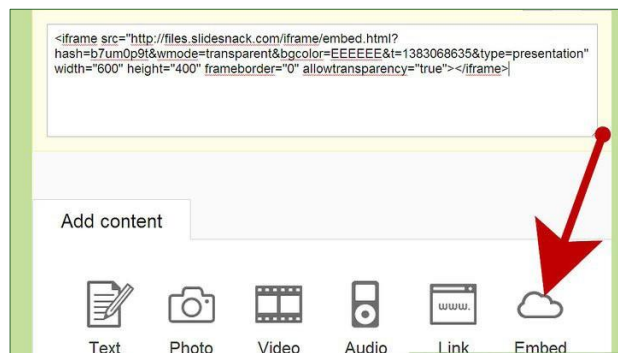 <iframe src="http://files.slidesnack.com/iframe/embed.html?
hash=b7um0p9t&wmode=transparent&bgcolor=EEEEEE&t=1383068635&type=presentation"
width="600" height="400" frameborder="0" allowtransparency="true"></iframe>
Add content
www.
Text Photo Video Audio Link Embed